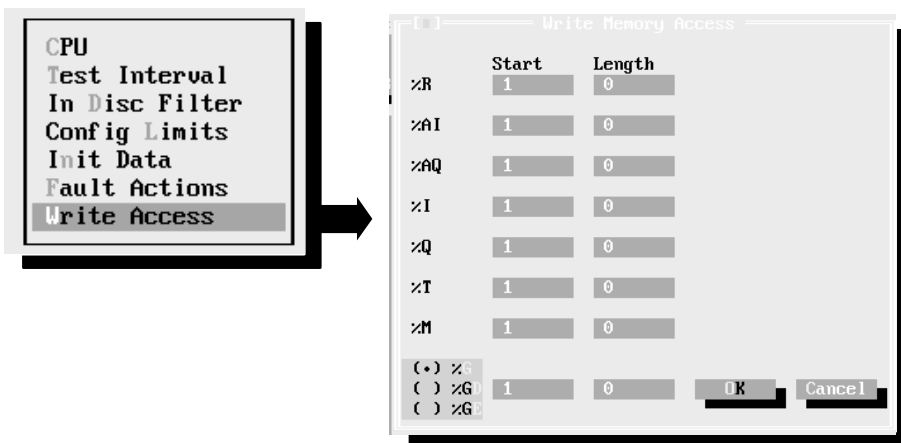 CPU
Test Interval
In Disc Filter
Config Limits
Init Data
Fault Actions
Write Access
Write Memory Access
Start Length
%R 1 0
%AI 1 0
%AQ 1 0
%I 1 0
%Q 1 0
%T 1 0
%M 1 0
(•) %G
( ) %GD 1 0 OK Cancel
( ) %GE